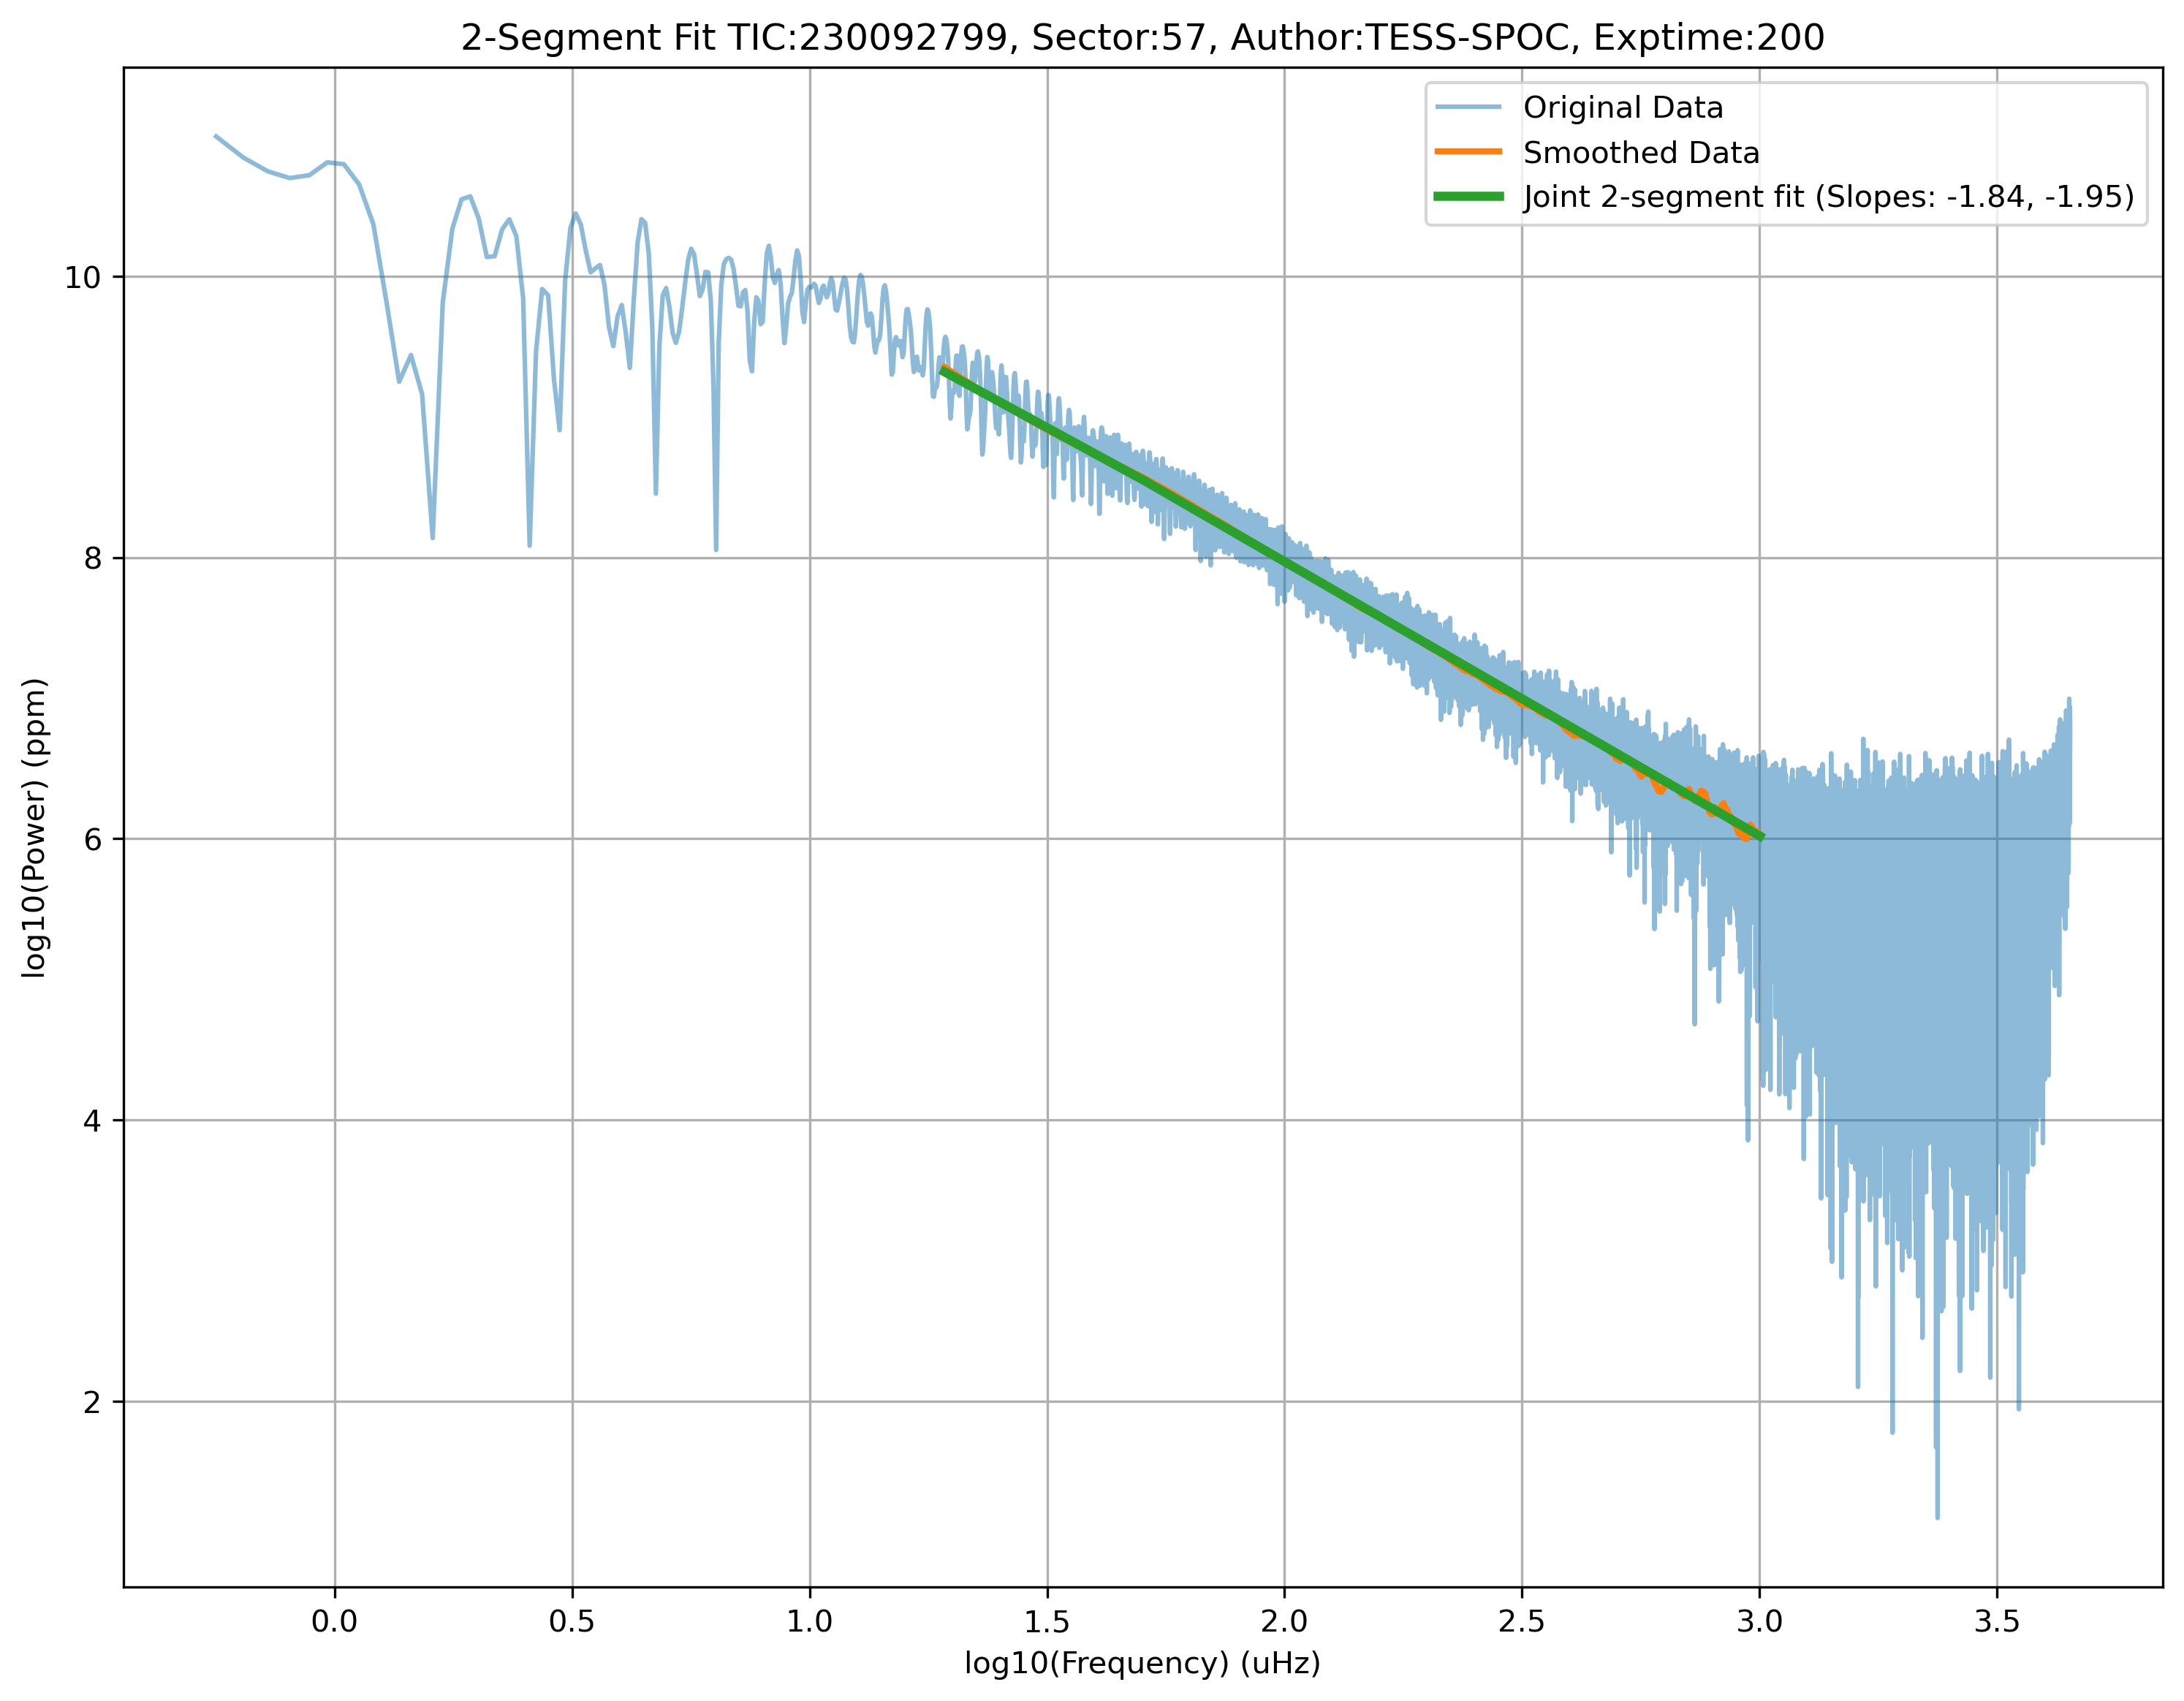 2-Segment Fit TIC:230092799, Sector:57, Author:TESS-SPOC, Exptime:200
Original Data
Smoothed Data
Joint 2-segment fit (Slopes: -1.84, -1.95)
log10(Power) (ppm)
10
8
6
4
2
0.0 0.5 1.0 1.5 2.0 2.5 3.0 3.5
log10(Frequency) (uHz)